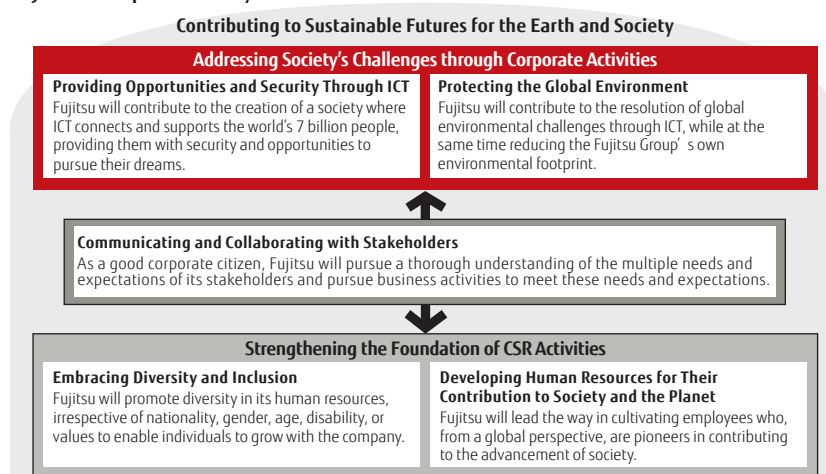 Contributing to Sustainable Futures for the Earth and Society
Addressing Society's Challenges through Corporate Activities
Providing Opportunities and Security Through ICT
Fujitsu will contribute to the creation of a society where
ICT connects and supports the world's 7 billion people,
providing them with security and opportunities to
pursue their dreams.
Protecting the Global Environment
Fujitsu will contribute to the resolution of global
environmental challenges through ICT, while at the
same time reducing the Fujitsu Group's own
environmental footprint.
Communicating and Collaborating with Stakeholders
As a good corporate citizen, Fujitsu will pursue a thorough understanding of the multiple needs and
expectations of its stakeholders and pursue business activities to meet these needs and expectations.
Strengthening the Foundation of CSR Activities
Embracing Diversity and Inclusion
Fujitsu will promote diversity in its human resources,
irrespective of nationality, gender, age, disability, or
values to enable individuals to grow with the company.
Developing Human Resources for Their
Contribution to Society and the Planet
Fujitsu will lead the way in cultivating employees who,
from a global perspective, are pioneers in contributing
to the advancement of society.